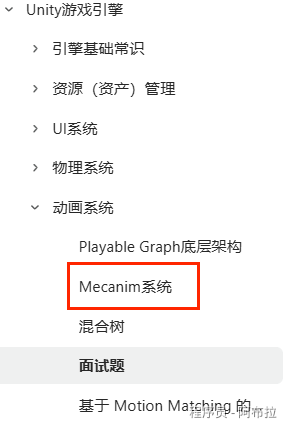 Unity游戏引擎
引擎基础常识
资源（资产）管理
UI系统
物理系统
动画系统
Playable Graph底层架构
Mecanim系统
混合树
面试题
基于 Motion Matching 的
程序员-阿布拉